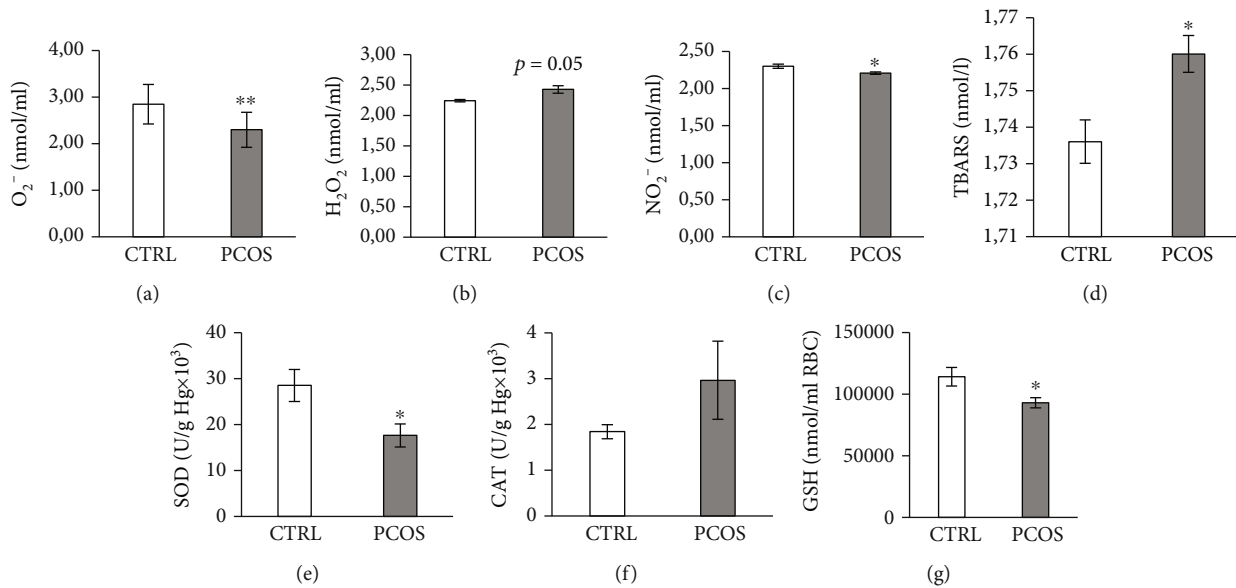 O₂⁻ (nmol/ml)
4,00
3,00
2,00
1,00
0,00
**
CTRL PCOS
(a)
H₂O₂ (nmol/ml)
3,00
2,50
2,00
1,50
1,00
0,50
0,00
p = 0.05
CTRL PCOS
(b)
NO₂⁻ (nmol/ml)
2,50
2,00
1,50
1,00
0,50
0,00
*
CTRL PCOS
(c)
TBARS (nmol/l)
1,77
1,76
1,75
1,74
1,73
1,72
1,71
*
CTRL PCOS
(d)
SOD (U/g Hg×10³)
40
30
20
10
0
*
CTRL PCOS
(e)
CAT (U/g Hg×10³)
4
3
2
1
0
CTRL PCOS
(f)
GSH (nmol/ml RBC)
150000
100000
50000
0
*
CTRL PCOS
(g)